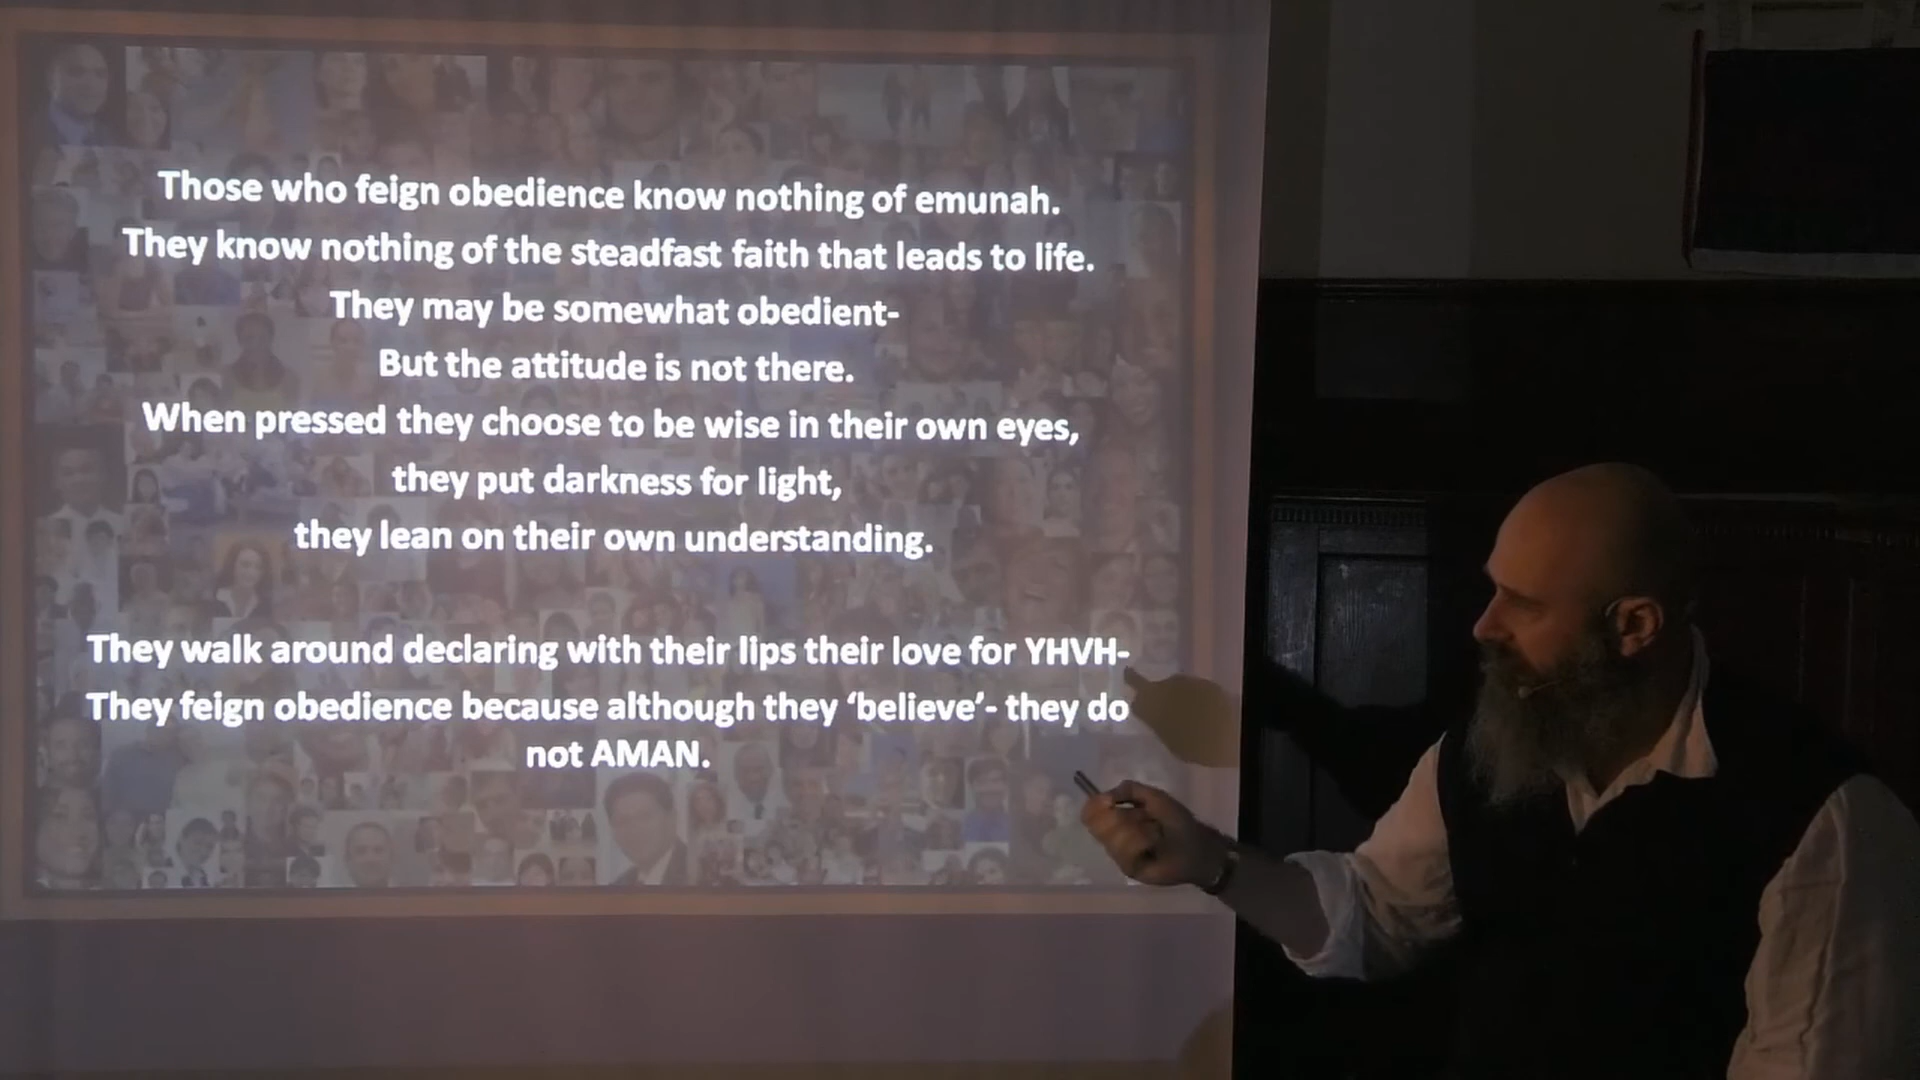 Those who feign obedience know nothing of emunah.
They know nothing of the steadfast faith that leads to life.
They may be somewhat obedient-
But the attitude is not there.
When pressed they choose to be wise in their own eyes,
they put darkness for light,
they lean on their own understanding.
They walk around declaring with their lips their love for YHVH-
They feign obedience because although they ‘believe’- they do
not AMAN.